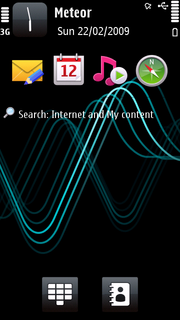 Meteor
Sun 22/02/2009
3G
12
Search: Internet and My content